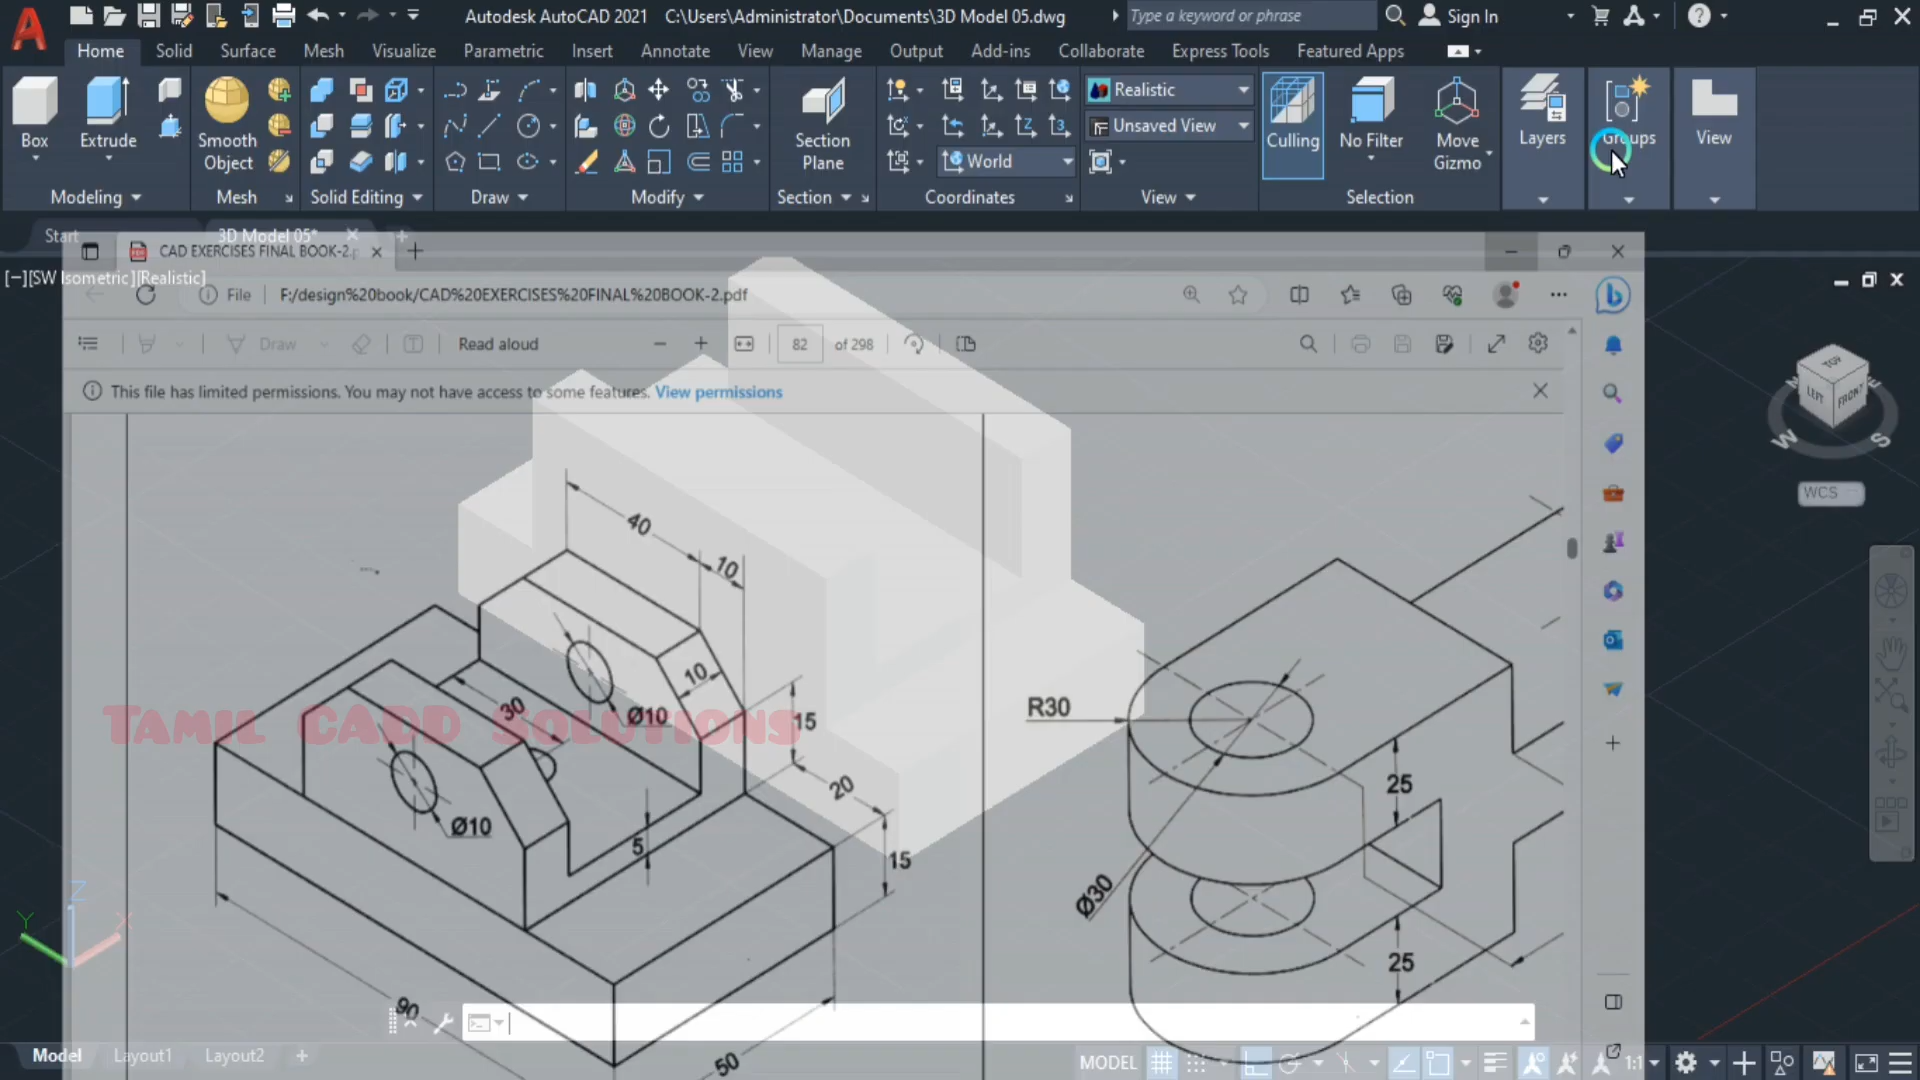 Autodesk AutoCAD 2021 C:\Users\Administrator\Documents\3D Model 05.dwg
Type a keyword or phrase
Sign In
Home Solid Surface Mesh Visualize Parametric Insert Annotate View Manage Output Add-ins Collaborate Express Tools Featured Apps
Realistic
Unsaved View
World
Box
Extrude
Smooth
Object
Section
Plane
Culling
No Filter
Move
Gizmo
Layers
Groups
View
Modeling
Mesh
Solid Editing
Draw
Modify
Section
Coordinates
View
Selection
Start
3D Model 05*
CAD EXERCISES FINAL BOOK-2.p
[−][SW Isometric][Realistic]
File F:/design%20book/CAD%20EXERCISES%20FINAL%20BOOK-2.pdf
Draw
Read aloud
82 of 298
This file has limited permissions. You may not have access to some features. View permissions
TOP
LEFT
FRONT
W
S
WCS
40
10
10
30
Ø10
15
Tamil CADD Solutions
20
Ø10
5
15
90
50
R30
25
Ø30
25
Z
Y
X
Model Layout1 Layout2
MODEL
1:1